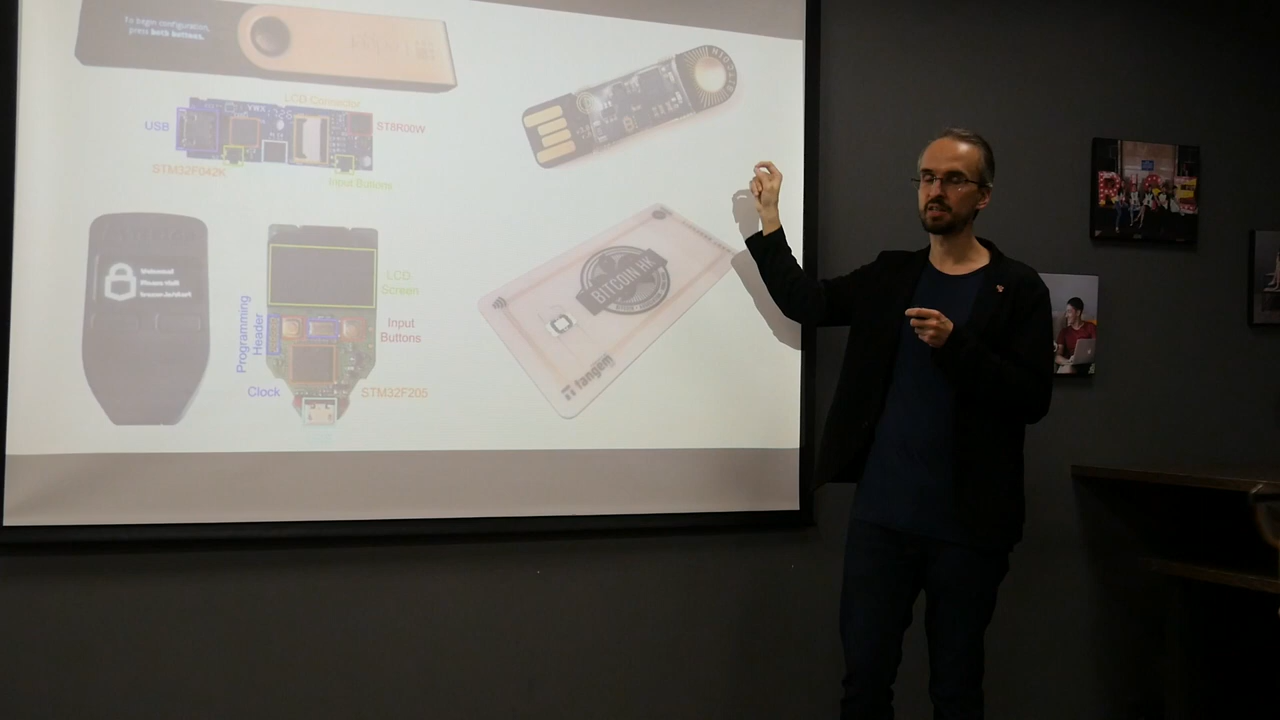 To begin configuration,
press both buttons.
LCD Connector
USB
ST8R00W
STM32F042K
Input Buttons
LCD
Screen
Programming
Header
Input
Buttons
Clock
STM32F205
BITCOIN HK
tangem